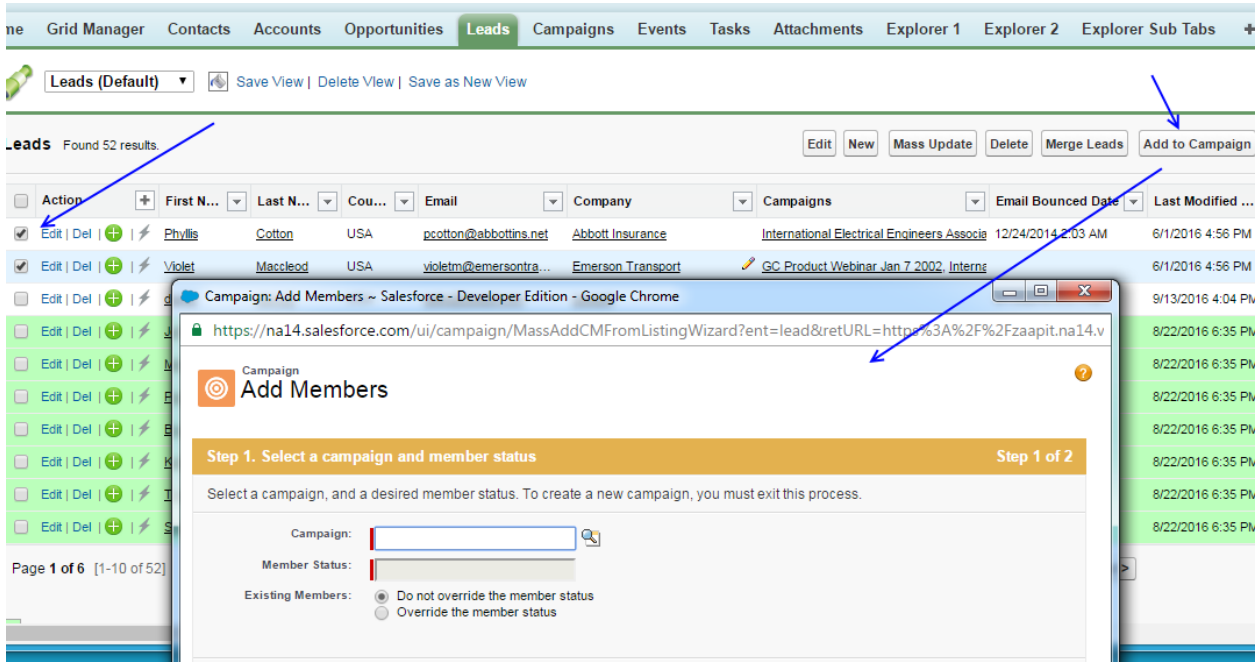 Grid Manager Contacts Accounts Opportunities Leads Campaigns Events Tasks Attachments Explorer 1 Explorer 2 Explorer Sub Tabs +
Leads (Default) Save View | Delete View | Save as New View
Leads Found 52 results. Edit New Mass Update Delete Merge Leads Add to Campaign
Action + First N... Last N... Cou... Email Company Campaigns Email Bounced Date Last Modified ...
Edit | Del | Phyllis Cotton USA pcotton@abbottins.net Abbott Insurance International Electrical Engineers Associa 12/24/2014 2:03 AM 6/1/2016 4:56 PM
Edit | Del | Violet Maccleod USA violetm@emersontra... Emerson Transport GC Product Webinar Jan 7 2002, Interna 6/1/2016 4:56 PM
Edit | Del | 9/13/2016 4:04 PM
Edit | Del | 8/22/2016 6:35 PM
Edit | Del | 8/22/2016 6:35 PM
Edit | Del | 8/22/2016 6:35 PM
Edit | Del | 8/22/2016 6:35 PM
Edit | Del | 8/22/2016 6:35 PM
Edit | Del | 8/22/2016 6:35 PM
Edit | Del | 8/22/2016 6:35 PM
Page 1 of 6 [1-10 of 52] >
Campaign: Add Members ~ Salesforce - Developer Edition - Google Chrome
https://na14.salesforce.com/ui/campaign/MassAddCMFromListingWizard?ent=lead&retURL=https%3A%2F%2Fzaapit.na14.v
Campaign
Add Members
Step 1. Select a campaign and member status Step 1 of 2
Select a campaign, and a desired member status. To create a new campaign, you must exit this process.
Campaign:
Member Status:
Existing Members: Do not override the member status
Override the member status